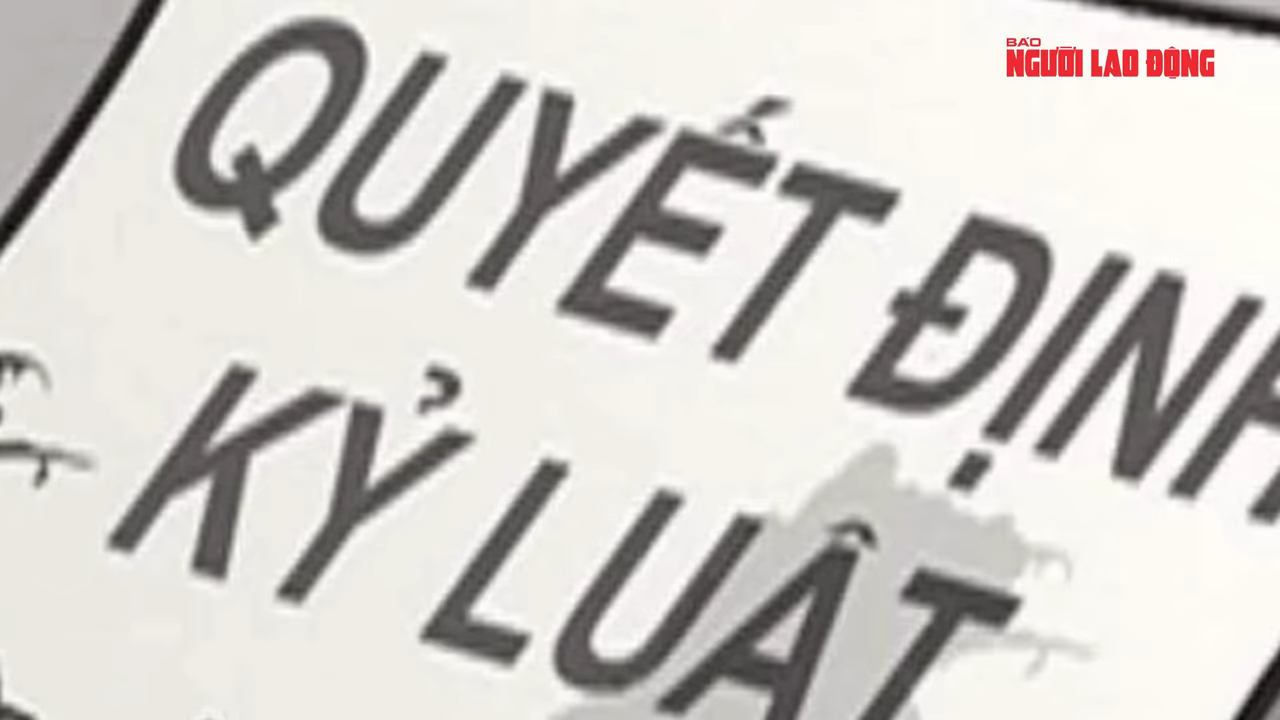 BÁO
NGƯỜI LAO ĐỘNG
QUYẾT ĐỊNH
KỶ LUẬT